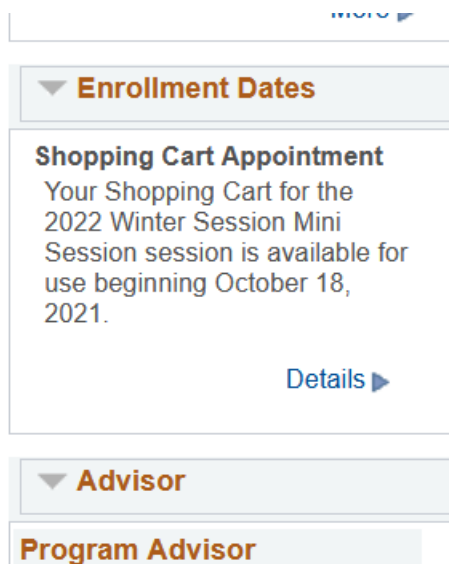 Enrollment Dates
Shopping Cart Appointment
Your Shopping Cart for the
2022 Winter Session Mini
Session session is available for
use beginning October 18,
2021.
Details
Advisor
Program Advisor